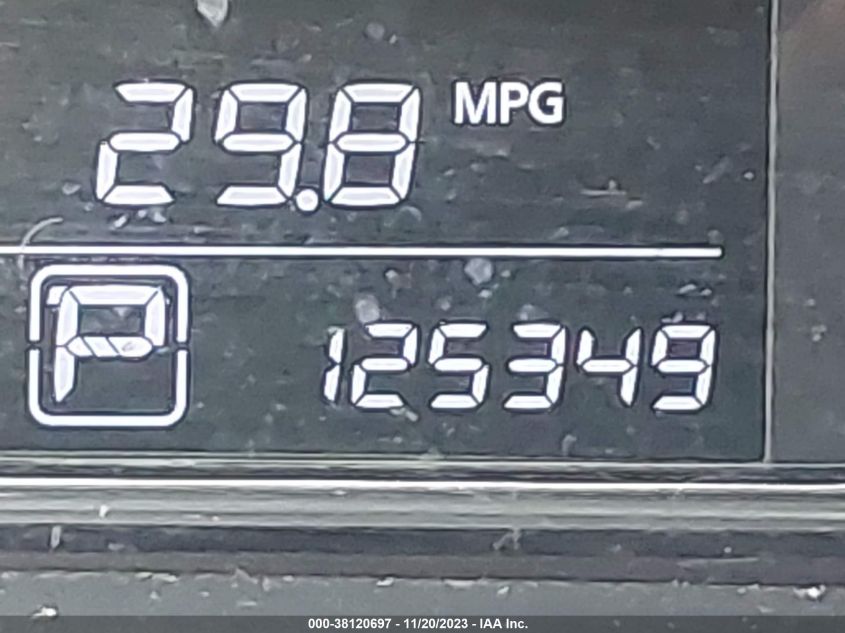 29.8 MPG
P 125349
000-38120697 - 11/20/2023 - IAA Inc.